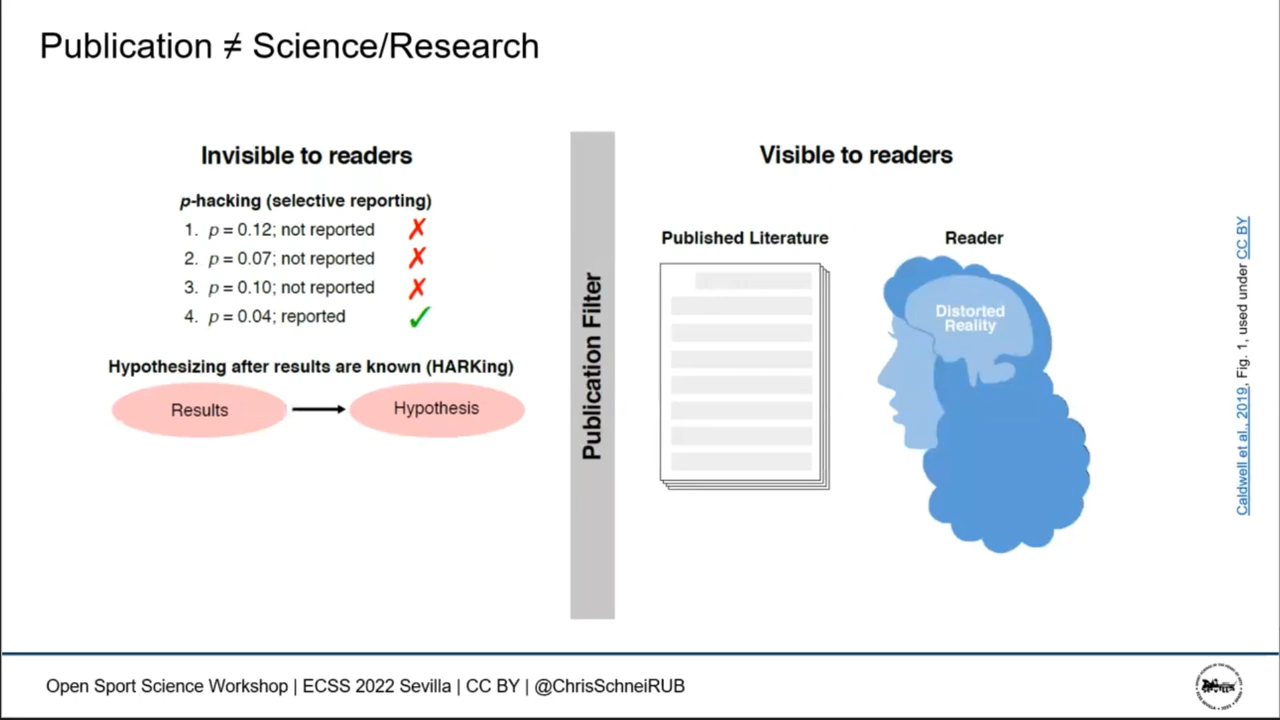 Publication ≠ Science/Research
Invisible to readers
p-hacking (selective reporting)
1. p = 0.12; not reported ✗
2. p = 0.07; not reported ✗
3. p = 0.10; not reported ✗
4. p = 0.04; reported ✓
Hypothesizing after results are known (HARKing)
Results
Hypothesis
Publication Filter
Visible to readers
Published Literature
Reader
Distorted
Reality
Caldwell et al., 2019, Fig. 1, used under CC BY
Open Sport Science Workshop | ECSS 2022 Sevilla | CC BY | @ChrisSchneiRUB